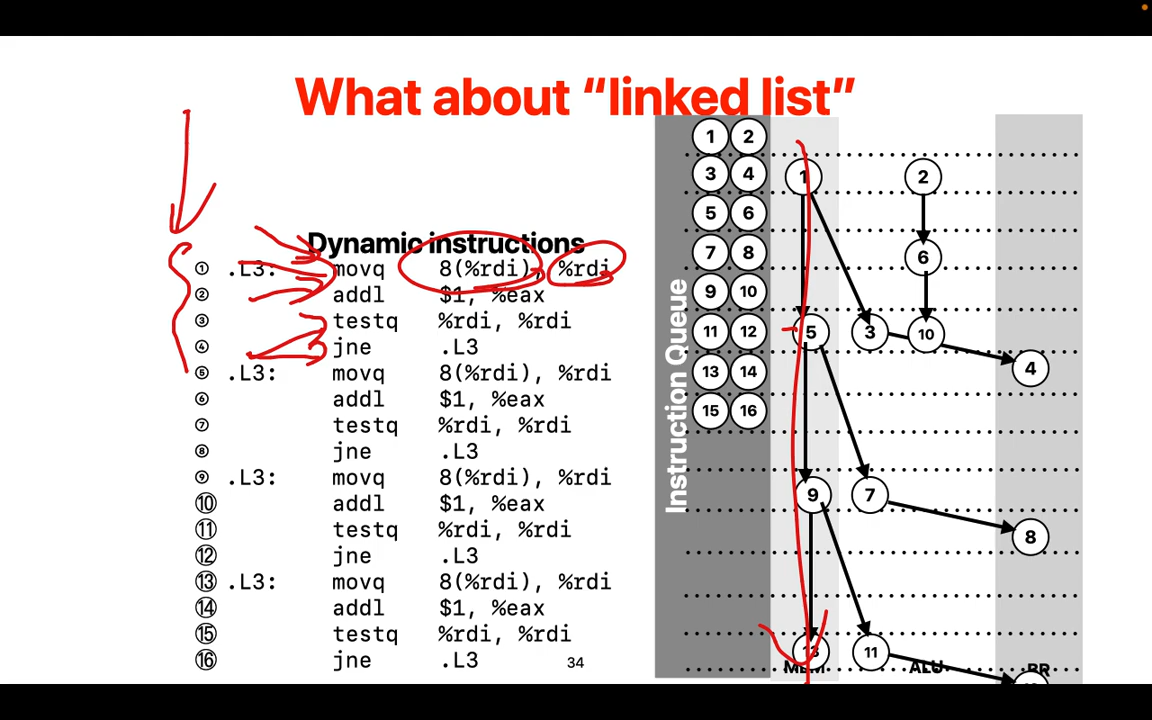 What about “linked list”
Dynamic instructions
① .L3: movq 8(%rdi), %rdi
② addl $1, %eax
③ testq %rdi, %rdi
④ jne .L3
⑤ .L3: movq 8(%rdi), %rdi
⑥ addl $1, %eax
⑦ testq %rdi, %rdi
⑧ jne .L3
⑨ .L3: movq 8(%rdi), %rdi
⑩ addl $1, %eax
⑪ testq %rdi, %rdi
⑫ jne .L3
⑬ .L3: movq 8(%rdi), %rdi
⑭ addl $1, %eax
⑮ testq %rdi, %rdi
⑯ jne .L3
34
Instruction Queue
1 2
3 4
5 6
7 8
9 10
11 12
13 14
15 16
1 2
6
5 3 10
4
9 7
8
13 11
MEM ALU BR